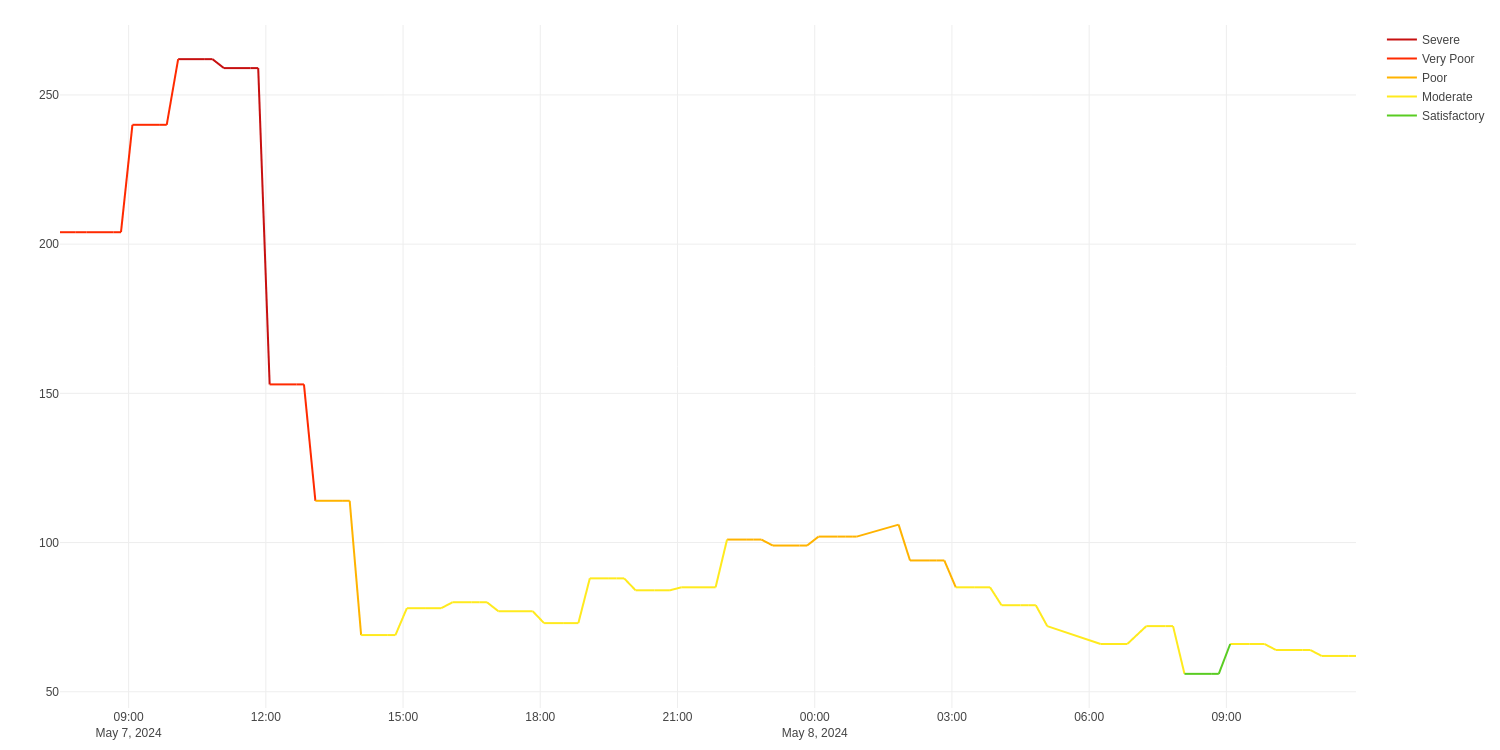 250
200
150
100
50
09:00
May 7, 2024
12:00
15:00
18:00
21:00
00:00
May 8, 2024
03:00
06:00
09:00
Severe
Very Poor
Poor
Moderate
Satisfactory